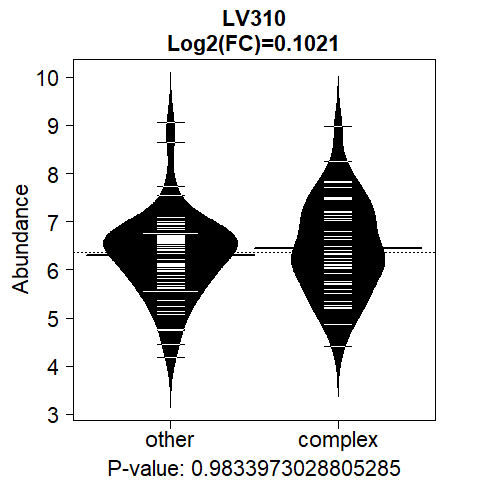 LV310
Log2(FC)=0.1021
10
9
8
7
6
5
4
3
Abundance
other complex
P-value: 0.9833973028805285